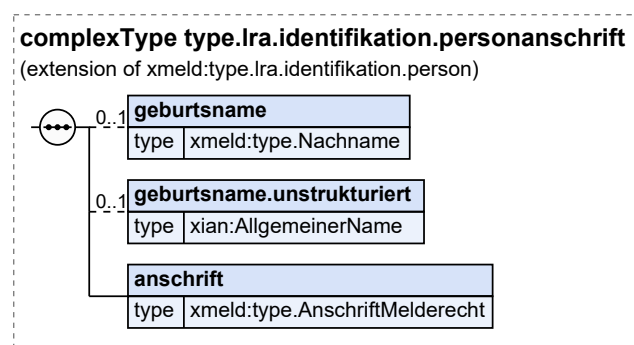 complexType type.lra.identifikation.personanschrift
(extension of xmeld:type.lra.identifikation.person)
0..1 geburtsname
type xmeld:type.Nachname
0..1 geburtsname.unstrukturiert
type xian:AllgemeinerName
anschrift
type xmeld:type.AnschriftMelderecht